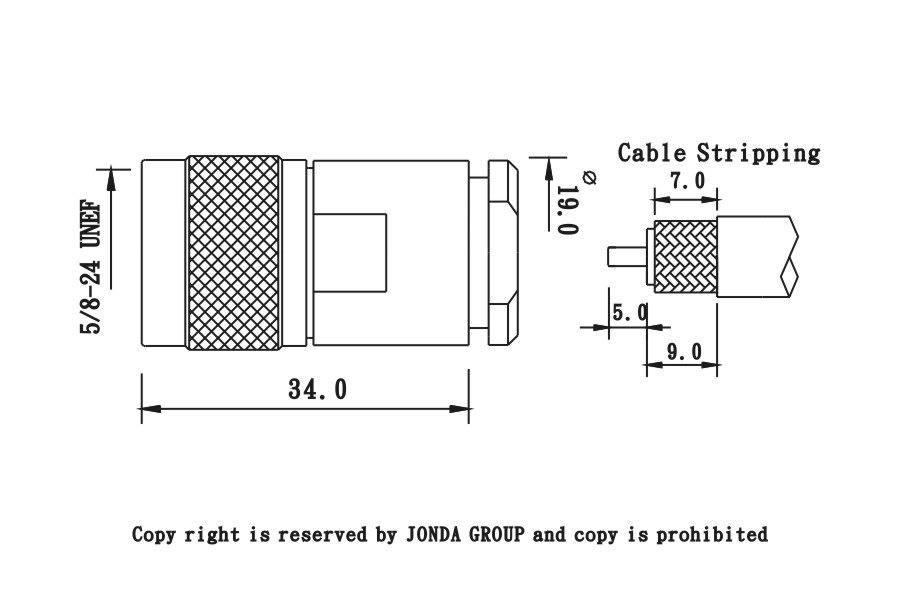 Cable Stripping
7.0
⌀ 19.0
5/8-24 UNEF
5.0
9.0
34.0
Copy right is reserved by JONDA GROUP and copy is prohibited